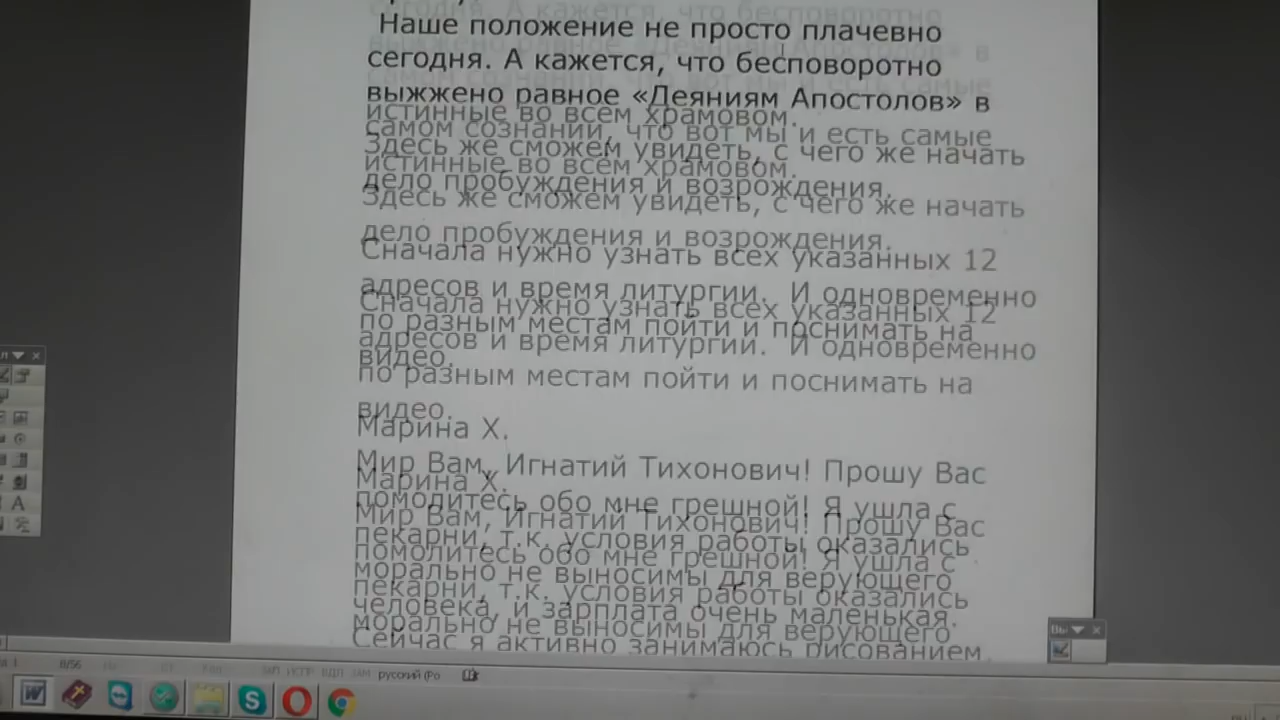 Наше положение не просто плачевно
сегодня. А кажется, что бесповоротно
выжжено равное «Деяниям Апостолов» в
самом сознании, что вот мы и есть самые
истинные во всём храмовом.
Здесь же сможем увидеть, с чего же начать
дело пробуждения и возрождения.
Сначала нужно узнать всех указанных 12
адресов и время литургии. И одновременно
по разным местам пойти и поснимать на
видео.
Марина Х.
Мир Вам, Игнатий Тихонович! Прошу Вас
помолитесь обо мне грешной! Я ушла с
пекарни, т.к. условия работы оказались
морально не выносимы для верующего
человека, и зарплата очень маленькая.
Сейчас я активно занимаюсь рисованием,
8/56
русский (Ро